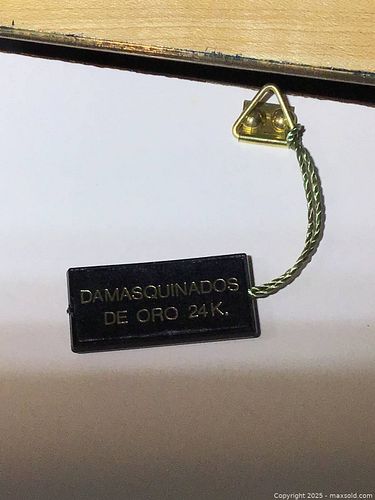 DAMASQUINADOS
DE ORO 24K.
Copyright 2025 - maxsold.com